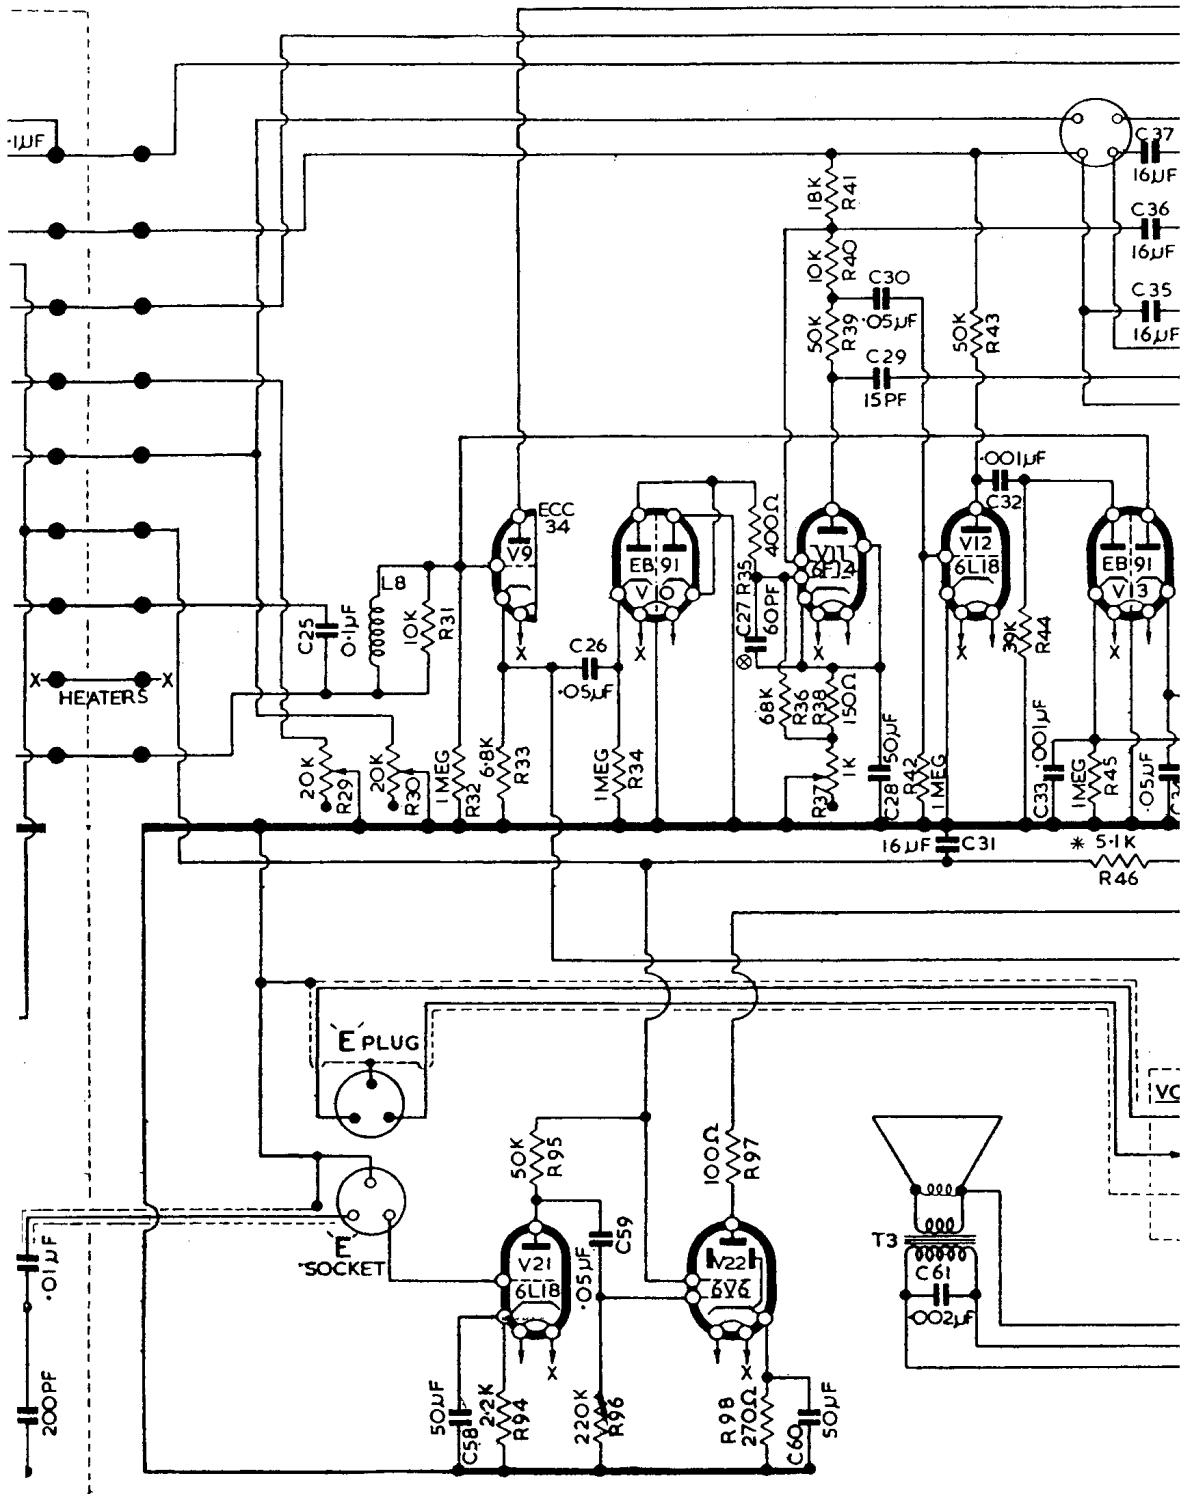 ·1µF
C37
16µF
18K
R41
C36
16µF
10K
R40
C30
·05µF
C35
16µF
50K
R39
50K
R43
C29
15PF
·001µF
C32
ECC
34
V9
EB 91
400Ω
R35
V11
6F14
V12
6L18
EB 91
V13
L8
C25
0·1µF
10K
R31
C27
60PF
39K
R44
X
X
X
C26
·05µF
X
HEATERS
X
68K
R36
R38
150Ω
20K
R29
20K
R30
1MEG
R32
6·8K
R33
1MEG
R34
R37
1K
C28
50µF
R42
1MEG
C33
·001µF
1MEG
R45
·05µF
16µF
C31
* 5·1K
R46
'E' PLUG
VO
50K
R95
100Ω
R97
'E'
SOCKET
·01µF
V21
6L18
·05µF
C59
V22
6V6
T3
C61
·002µF
X
X
200PF
50µF
C58
2·2K
R94
220K
R96
R98
270Ω
C60
50µF